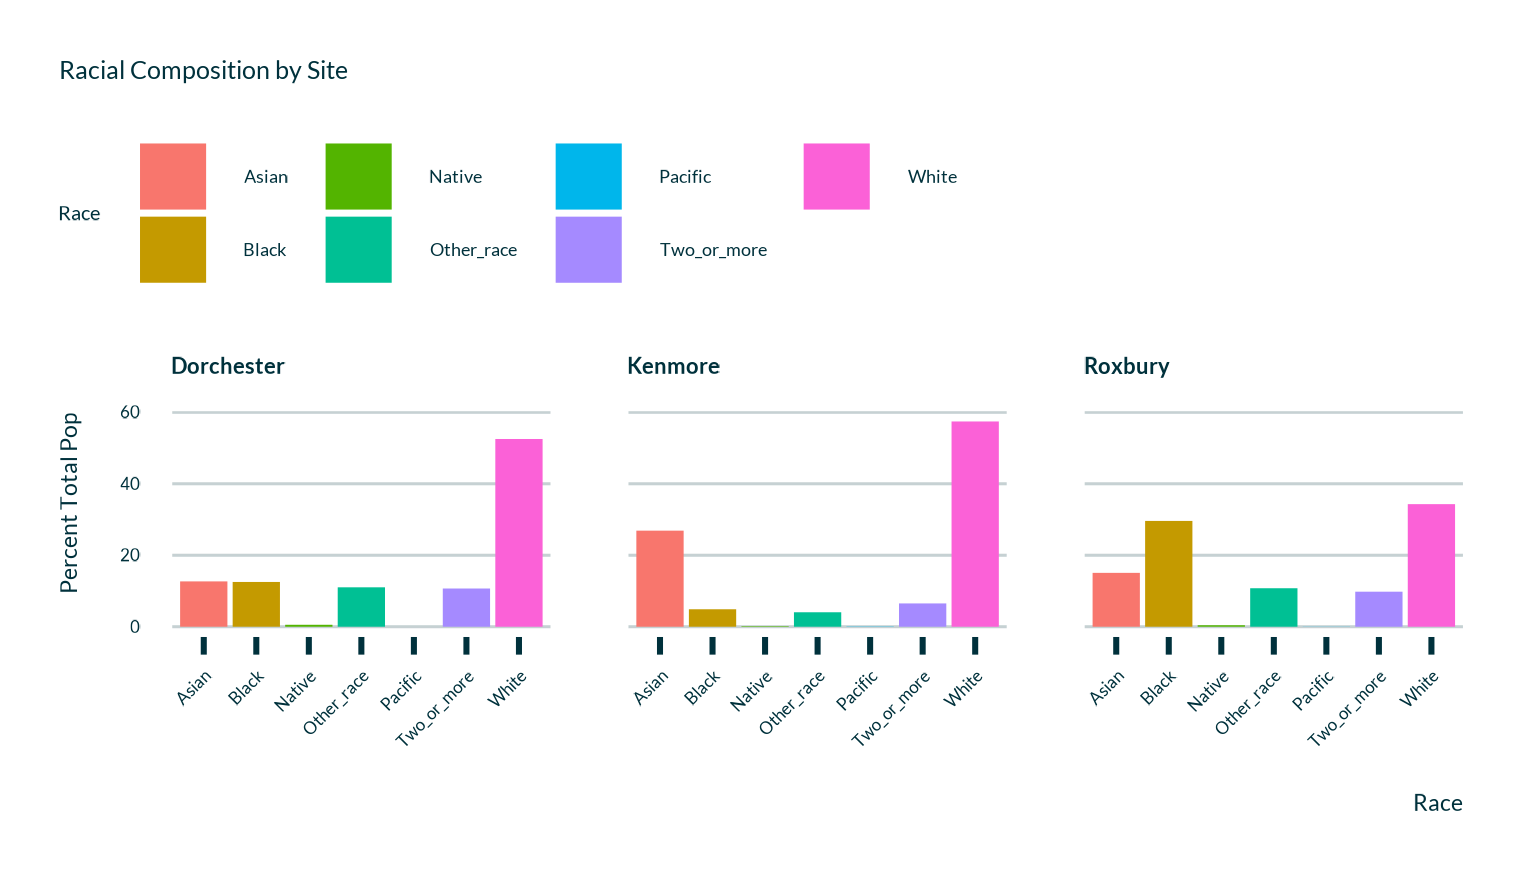 Racial Composition by Site
Race
Asian
Native
Pacific
White
Black
Other_race
Two_or_more
Dorchester
Kenmore
Roxbury
Percent Total Pop
60
40
20
0
Asian
Black
Native
Other_race
Pacific
Two_or_more
White
Asian
Black
Native
Other_race
Pacific
Two_or_more
White
Asian
Black
Native
Other_race
Pacific
Two_or_more
White
Race